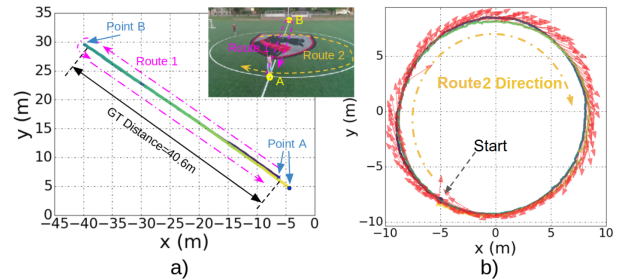 35
30
25
20
15
10
5
0
y (m)
−45 −40 −35 −30 −25 −20 −15 −10 −5 0
x (m)
Point B
Route 1
GT Distance=40.6m
Point A
B
Route 2
A
a)
5
0
−5
−10
y (m)
−10 −5 0 5 10
x (m)
Route2 Direction
Start
b)